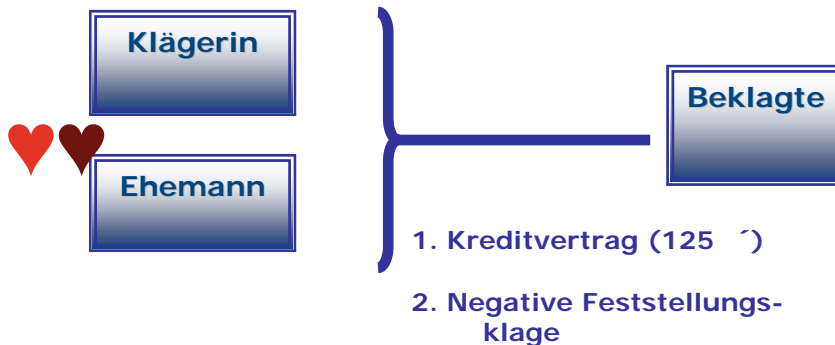 Klägerin
Beklagte
Ehemann
1. Kreditvertrag (125 ´)
2. Negative Feststellungs-
klage